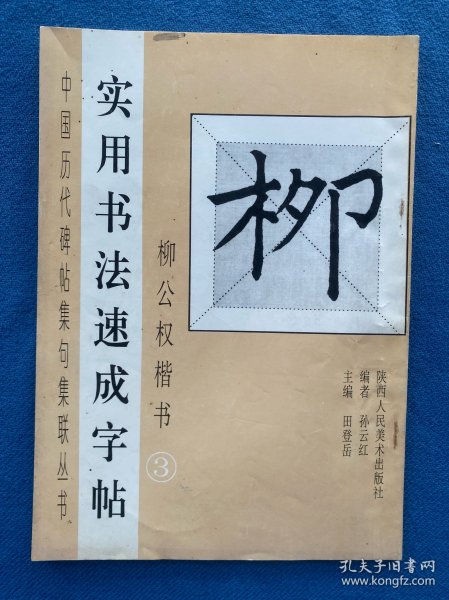 中国历代碑帖集句集联丛书
实用书法速成字帖
柳公权楷书
③
柳
陕西人民美术出版社
编者 孙云红
主编 田登岳
孔夫子旧书网
www.kongfz.com